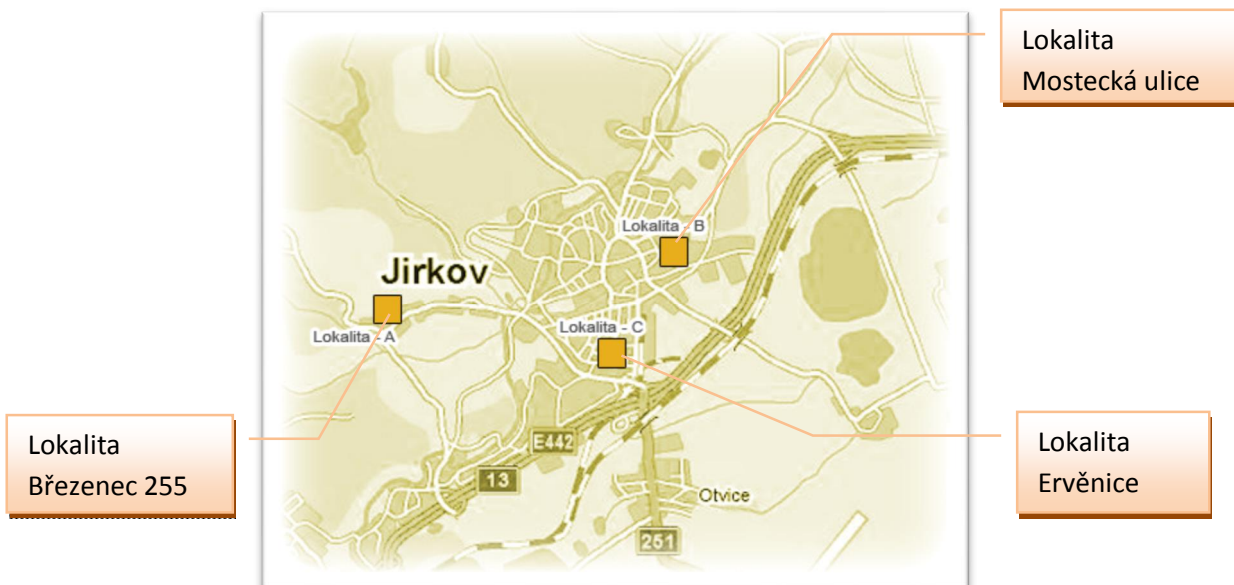 Lokalita
Mostecká ulice
Lokalita - B
Jirkov
Lokalita - C
Lokalita - A
Lokalita
Březenec 255
E442
13
Lokalita
Ervěnice
Otvice
251